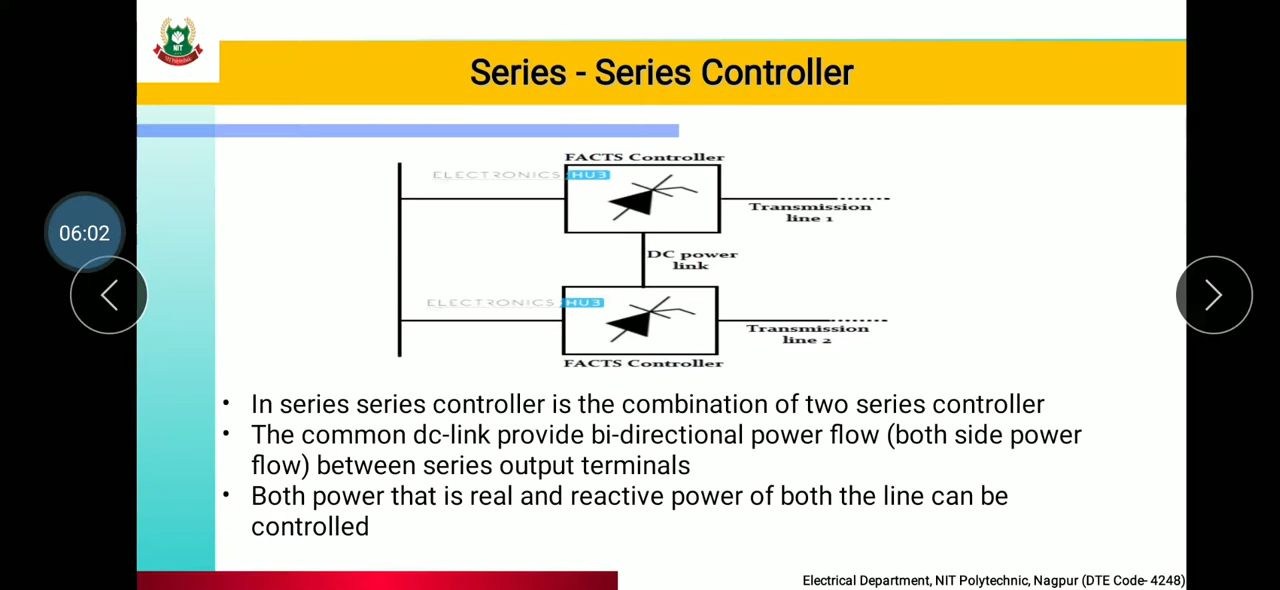 NIT
Series - Series Controller
FACTS Controller
ELECTRONICS HU3
Transmission
line 1
06:02
DC power
link
ELECTRONICS HU3
Transmission
line 2
FACTS Controller
• In series series controller is the combination of two series controller
• The common dc-link provide bi-directional power flow (both side power
flow) between series output terminals
• Both power that is real and reactive power of both the line can be
controlled
Electrical Department, NIT Polytechnic, Nagpur (DTE Code- 4248)